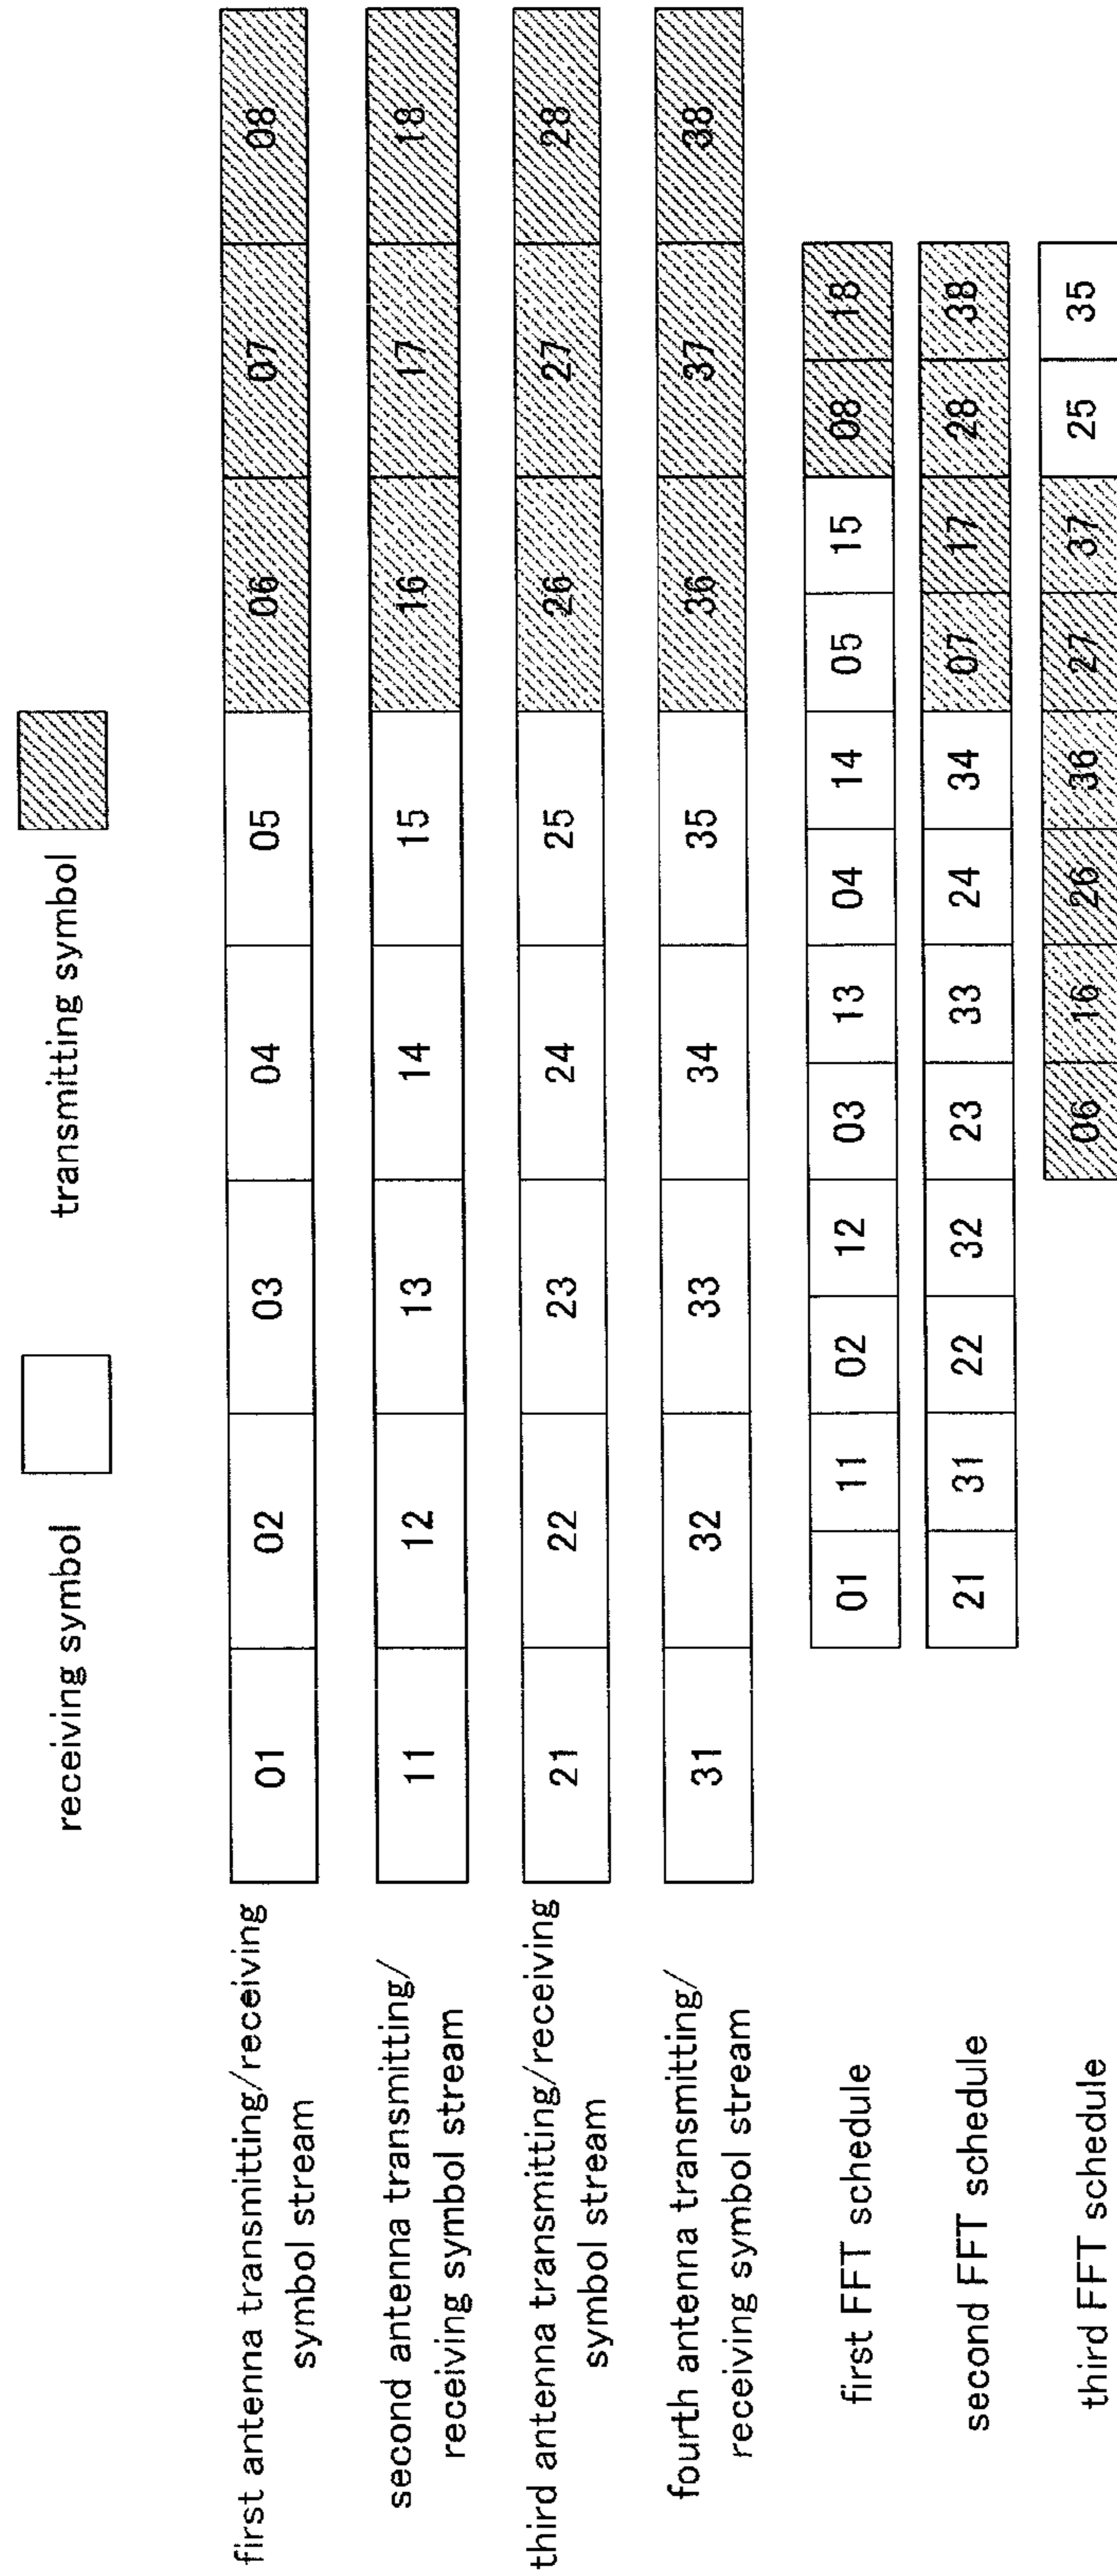 receiving symbol
transmitting symbol
first antenna transmitting/receiving
symbol stream
01 02 03 04 05 06 07 08
second antenna transmitting/
receiving symbol stream
11 12 13 14 15 16 17 18
third antenna transmitting/receiving
symbol stream
21 22 23 24 25 26 27 28
fourth antenna transmitting/
receiving symbol stream
31 32 33 34 35 36 37 38
first FFT schedule
01 11 02 12 03 13 04 14 05 15 08 18
second FFT schedule
21 31 22 32 23 33 24 34 07 17 28 38
third FFT schedule
06 16 26 36 27 37 25 35